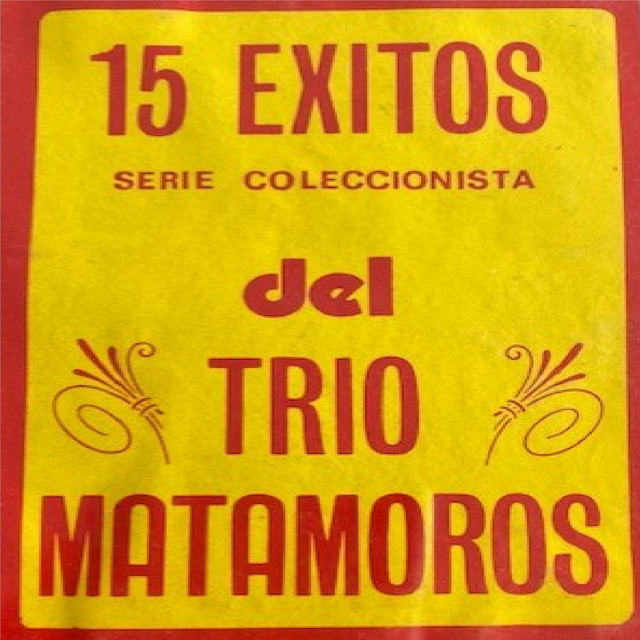 15 EXITOS
SERIE COLECCIONISTA
del
TRIO
MATAMOROS